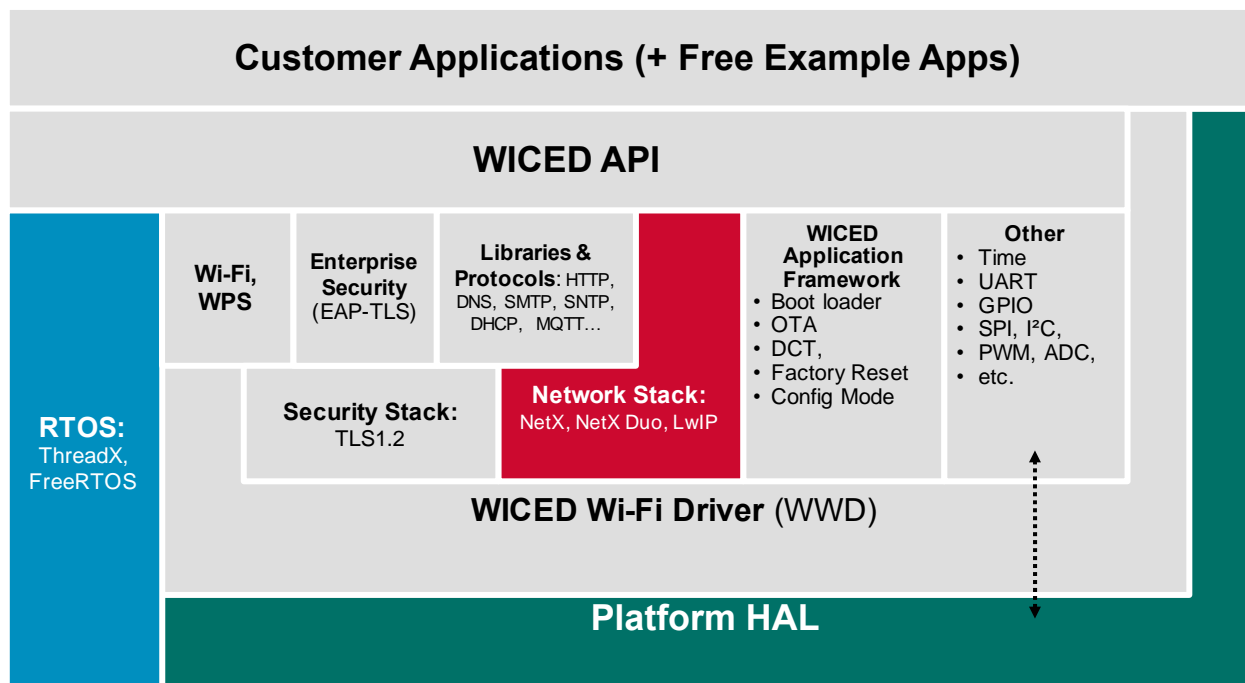 Customer Applications (+ Free Example Apps)
WICED API
RTOS:
ThreadX,
FreeRTOS
Wi-Fi,
WPS
Enterprise
Security
(EAP-TLS)
Libraries &
Protocols: HTTP,
DNS, SMTP, SNTP,
DHCP, MQTT...
Security Stack:
TLS1.2
Network Stack:
NetX, NetX Duo, LwIP
WICED
Application
Framework
• Boot loader
• OTA
• DCT,
• Factory Reset
• Config Mode
Other
• Time
• UART
• GPIO
• SPI, I²C,
• PWM, ADC,
• etc.
WICED Wi-Fi Driver (WWD)
Platform HAL